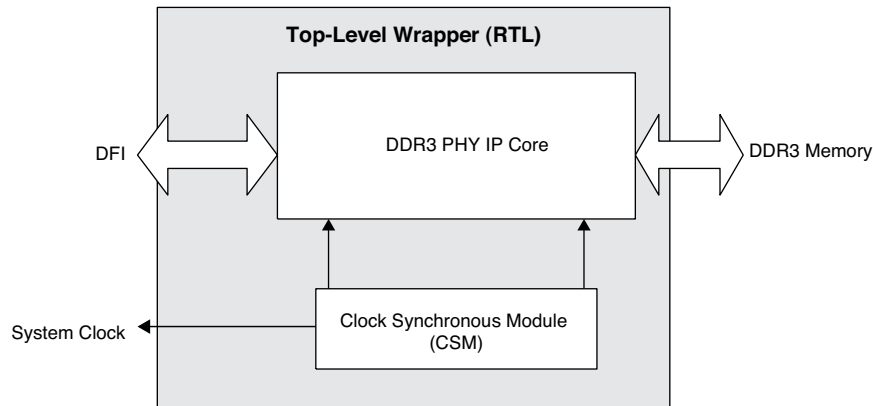 Top-Level Wrapper (RTL)
DDR3 PHY IP Core
DFI
DDR3 Memory
Clock Synchronous Module
(CSM)
System Clock